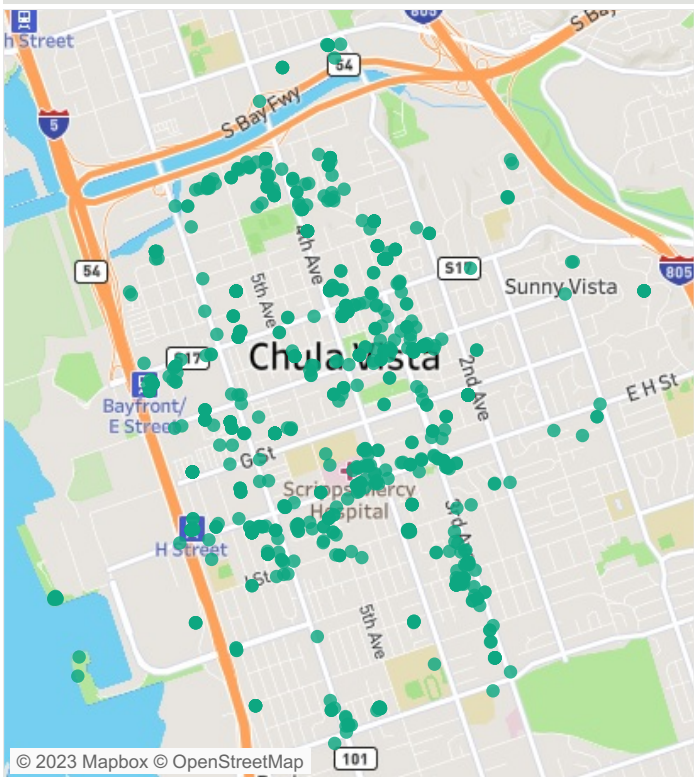 805
S Bay
h Street
54
S Bay Fwy
5
4th Ave
54
S17
805
Sunny Vista
5th Ave
S17
Chula Vista
2nd Ave
Bayfront/
E Street
E H St
G St
Scripps Mercy
Hospital
3rd A
H Street
I St
5th Ave
101
© 2023 Mapbox © OpenStreetMap